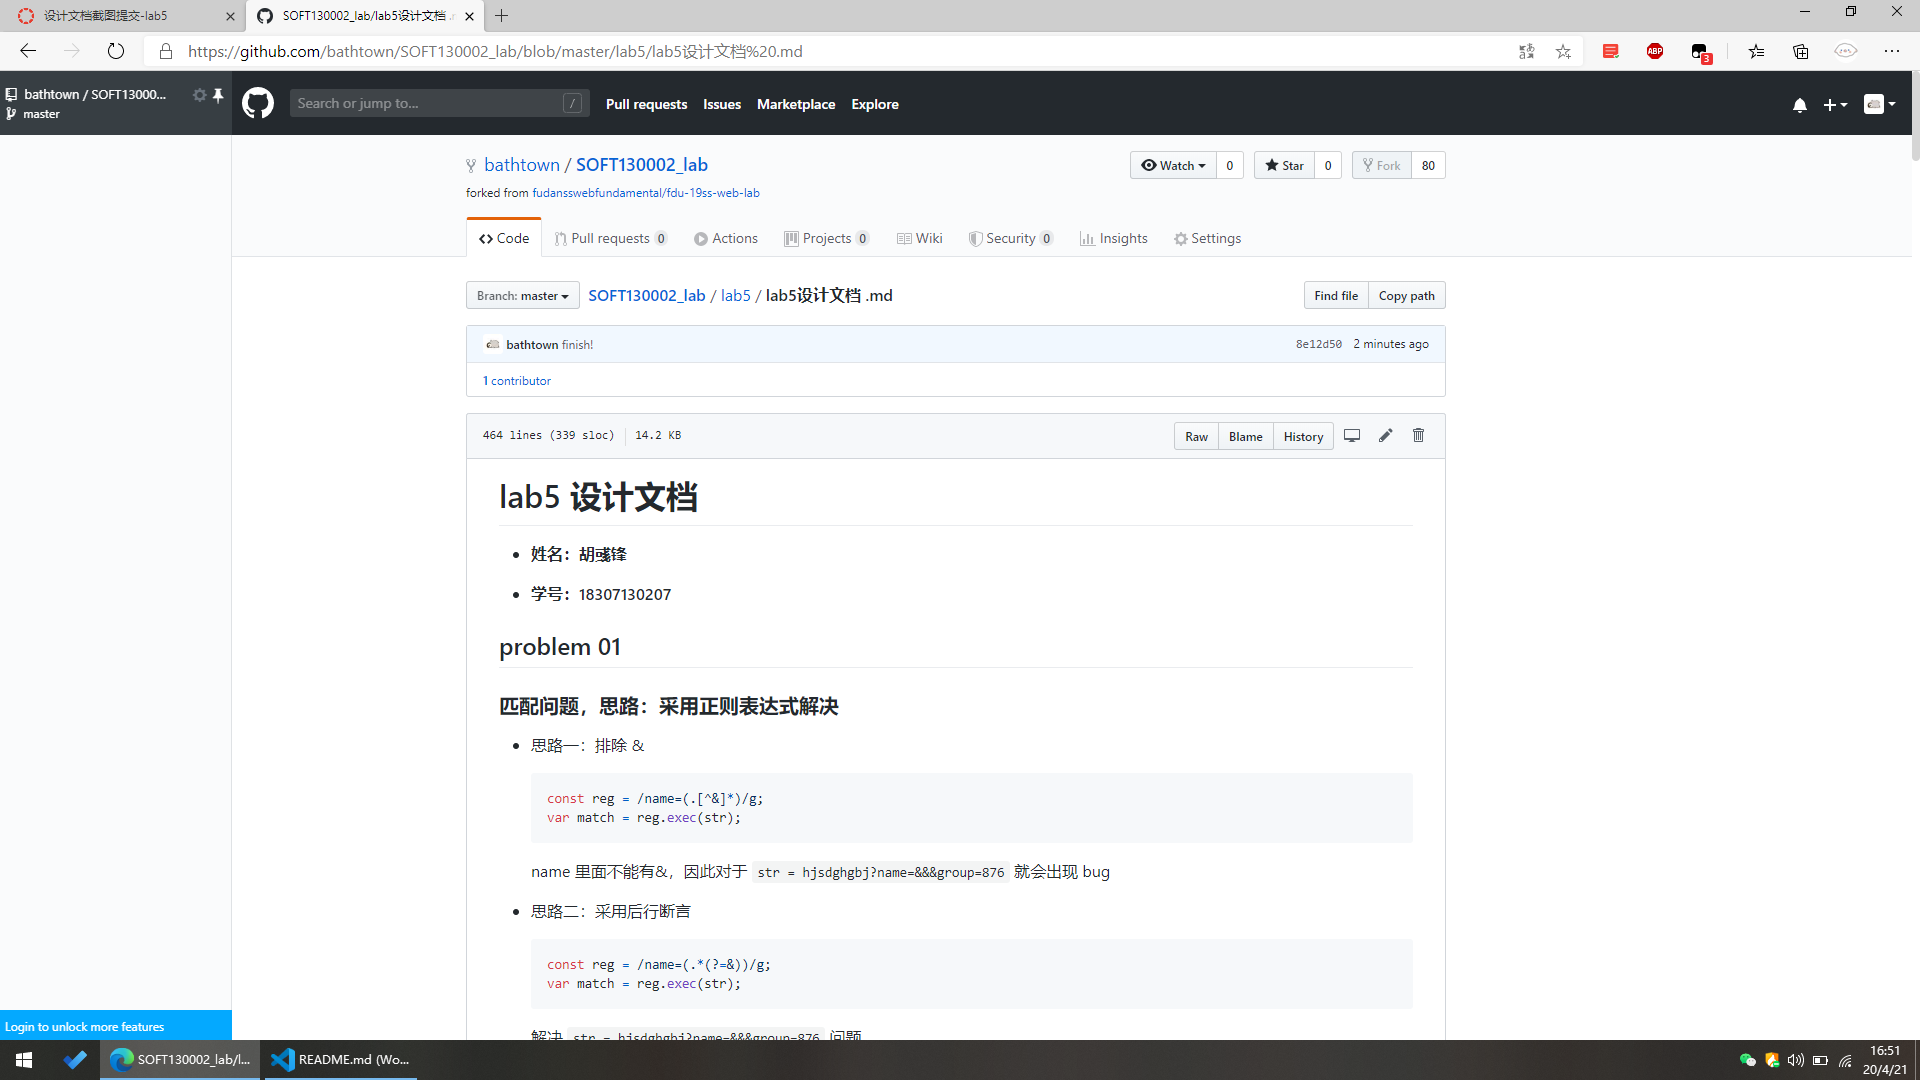 设计文档截图提交-lab5
SOFT130002_lab/lab5设计文档 .
https://github.com/bathtown/SOFT130002_lab/blob/master/lab5/lab5设计文档%20.md
ABP
3
bathtown / SOFT13000...
master
Search or jump to...
/
Pull requests
Issues
Marketplace
Explore
bathtown / SOFT130002_lab
forked from fudansswebfundamental/fdu-19ss-web-lab
Watch
0
Star
0
Fork
80
Code
Pull requests 0
Actions
Projects 0
Wiki
Security 0
Insights
Settings
Branch: master
SOFT130002_lab / lab5 / lab5设计文档 .md
Find file
Copy path
bathtown finish!
8e12d50 2 minutes ago
1 contributor
464 lines (339 sloc)
14.2 KB
Raw
Blame
History
lab5 设计文档
姓名：胡彧锋
学号：18307130207
problem 01
匹配问题，思路：采用正则表达式解决
思路一：排除 &
const reg = /name=(.[^&]*)/g;
var match = reg.exec(str);
name 里面不能有&，因此对于 str = hjsdghgbj?name=&&&group=876 就会出现 bug
思路二：采用后行断言
const reg = /name=(.*(?=&))/g;
var match = reg.exec(str);
解决 str = hjsdghgbj?name=&&&group=876 问题
Login to unlock more features
SOFT130002_lab/l...
README.md (Wo...
16:51
20/4/21